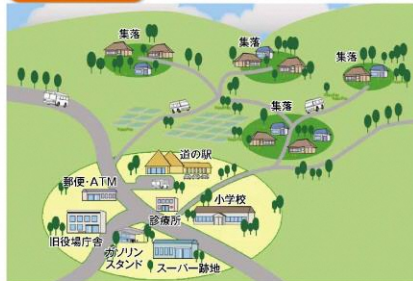 集落
集落
集落
集落
道の駅
郵便・ATM
診療所
小学校
旧役場庁舎
ガソリン
スタンド
スーパー跡地